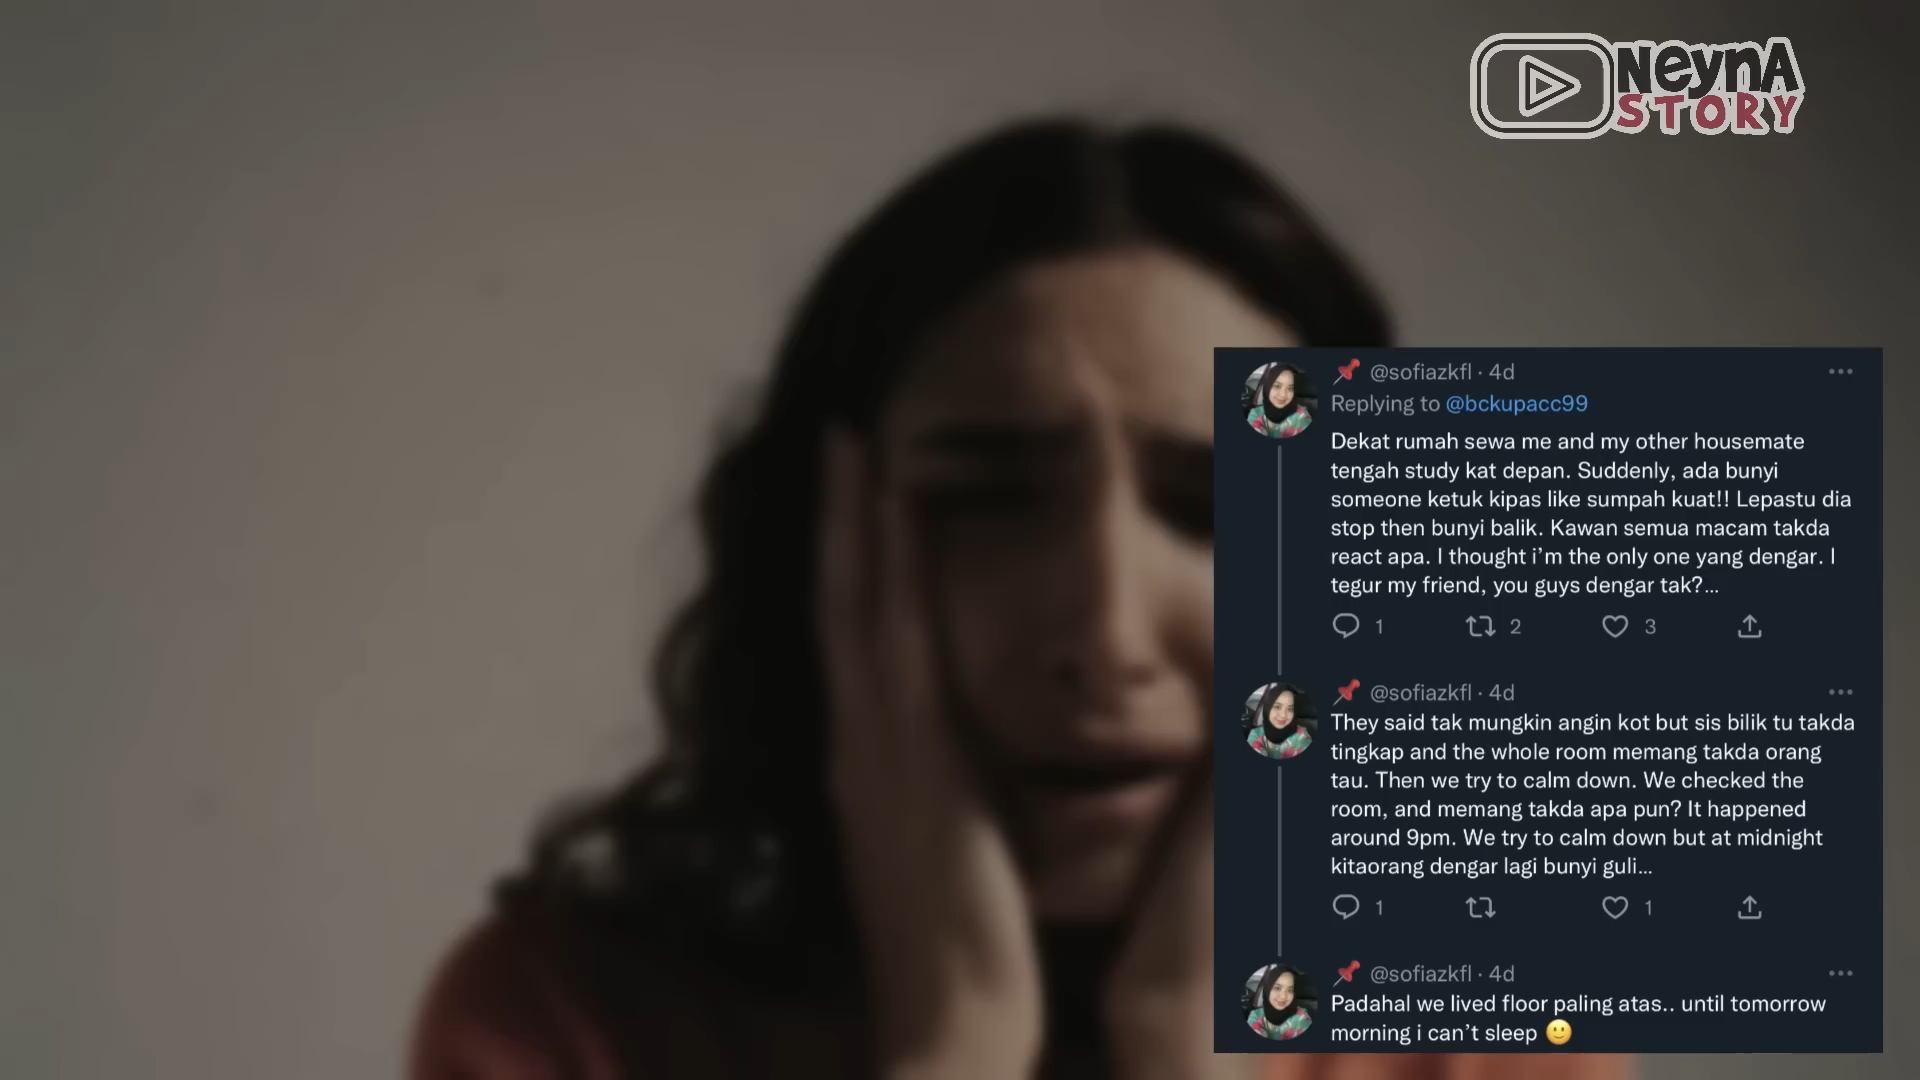 NeynA
STORY
@sofiazkfl · 4d
Replying to @bckupacc99
Dekat rumah sewa me and my other housemate
tengah study kat depan. Suddenly, ada bunyi
someone ketuk kipas like sumpah kuat!! Lepastu dia
stop then bunyi balik. Kawan semua macam takda
react apa. I thought i’m the only one yang dengar. I
tegur my friend, you guys dengar tak?...
1 2 3
@sofiazkfl · 4d
They said tak mungkin angin kot but sis bilik tu takda
tingkap and the whole room memang takda orang
tau. Then we try to calm down. We checked the
room, and memang takda apa pun? It happened
around 9pm. We try to calm down but at midnight
kitaorang dengar lagi bunyi guli...
1 1
@sofiazkfl · 4d
Padahal we lived floor paling atas.. until tomorrow
morning i can’t sleep 🙂